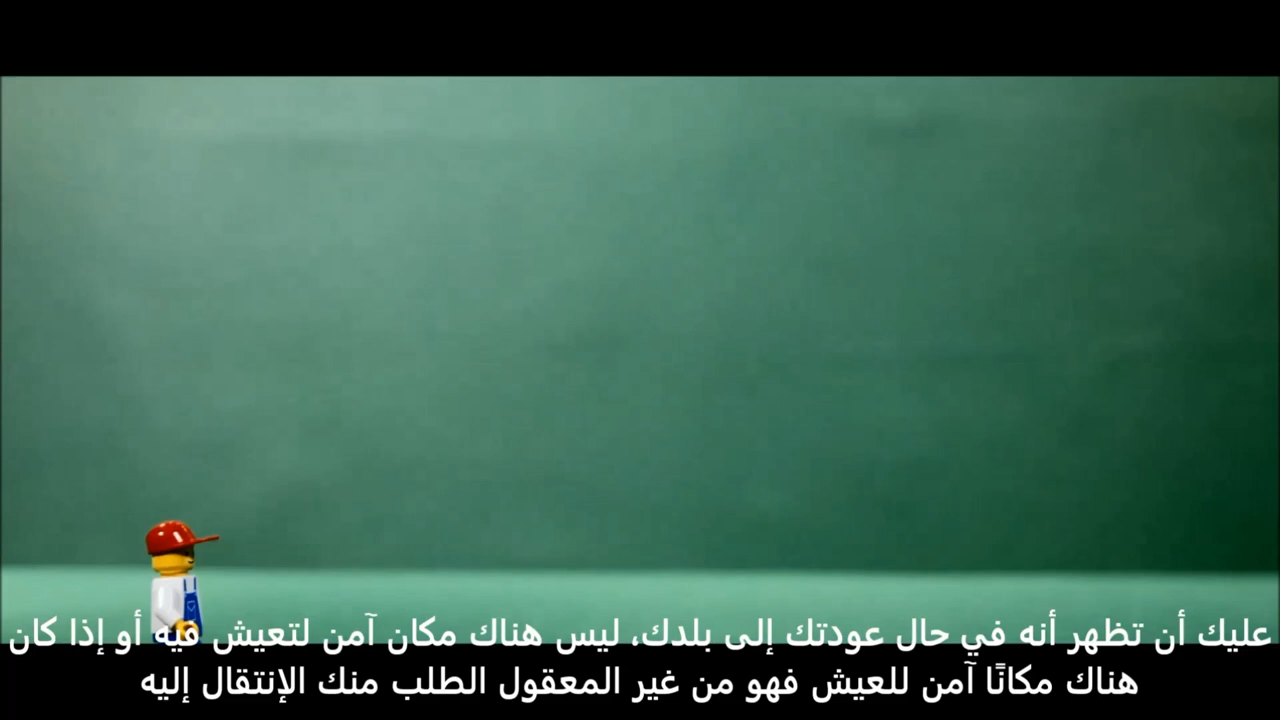 عليك أن تظهر أنه في حال عودتك إلى بلدك، ليس هناك مكان آمن لتعيش فيه أو إذا كان
هناك مكانًا آمن للعيش فهو من غير المعقول الطلب منك الإنتقال إليه